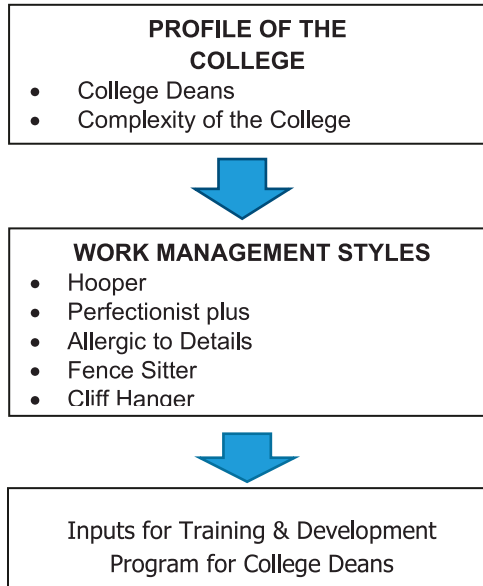 PROFILE OF THE
COLLEGE
• College Deans
• Complexity of the College
WORK MANAGEMENT STYLES
• Hooper
• Perfectionist plus
• Allergic to Details
• Fence Sitter
• Cliff Hanger
Inputs for Training & Development
Program for College Deans